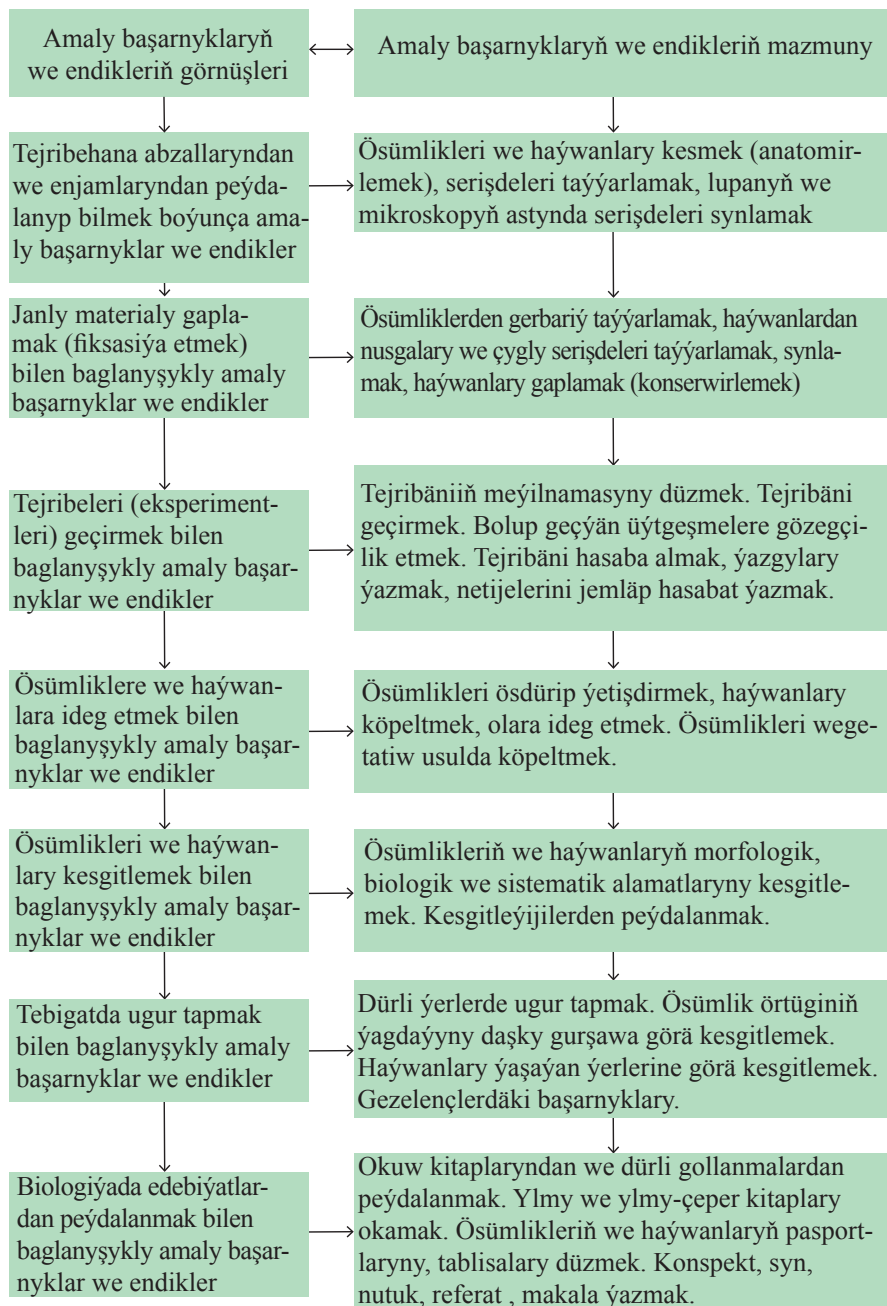 Amaly başarnyklaryň
we endikleriň görnüşleri
Amaly başarnyklaryň we endikleriň mazmuny
Tejribehana abzallaryndan
we enjamlaryndan peýda-
lanyp bilmek boýunça ama-
ly başarnyklar we endikler
Ösümlikleri we haýwanlary kesmek (anatomir-
lemek), serişdeleri taýýarlamak, lupanyň we
mikroskopyň astynda serişdeleri synlamak
Janly materialy gapla-
mak (fiksasiýa etmek)
bilen baglanyşykly amaly
başarnyklar we endikler
Ösümliklerden gerbariý taýýarlamak, haýwanlardan
nusgalary we çygly serişdeleri taýýarlamak, synla-
mak, haýwanlary gaplamak (konserwirlemek)
Tejribeleri (eksperiment-
leri) geçirmek bilen
baglanyşykly amaly başar-
nyklar we endikler
Tejribäniiň meýilnamasyny düzmek. Tejribäni
geçirmek. Bolup geçýän üýtgeşmelere gözegçi-
lik etmek. Tejribäni hasaba almak, ýazgylary
ýazmak, netijelerini jemläp hasabat ýazmak.
Ösümliklere we haýwan-
lara ideg etmek bilen
baglanyşykly amaly başar-
nyklar we endikler
Ösümlikleri ösdürip ýetişdirmek, haýwanlary
köpeltmek, olara ideg etmek. Ösümlikleri wege-
tatiw usulda köpeltmek.
Ösümlikleri we haýwan-
lary kesgitlemek bilen
baglanyşykly amaly başar-
nyklar we endikler
Ösümlikleriň we haýwanlaryň morfologik,
biologik we sistematik alamatlaryny kesgitle-
mek. Kesgitleýijilerden peýdalanmak.
Tebigatda ugur tapmak
bilen baglanyşykly amaly
başarnyklar we endikler
Dürli ýerlerde ugur tapmak. Ösümlik örtüginiň
ýagdaýyny daşky gurşawa görä kesgitlemek.
Haýwanlary ýaşaýan ýerlerine görä kesgitlemek.
Gezelençlerdäki başarnyklary.
Biologiýada edebiýatlar-
dan peýdalanmak bilen
baglanyşykly amaly başar-
nyklar we endikler
Okuw kitaplaryndan we dürli gollanmalardan
peýdalanmak. Ylmy we ylmy-çeper kitaplary
okamak. Ösümlikleriň we haýwanlaryň pasport-
laryny, tablisalary düzmek. Konspekt, syn,
nutuk, referat , makala ýazmak.